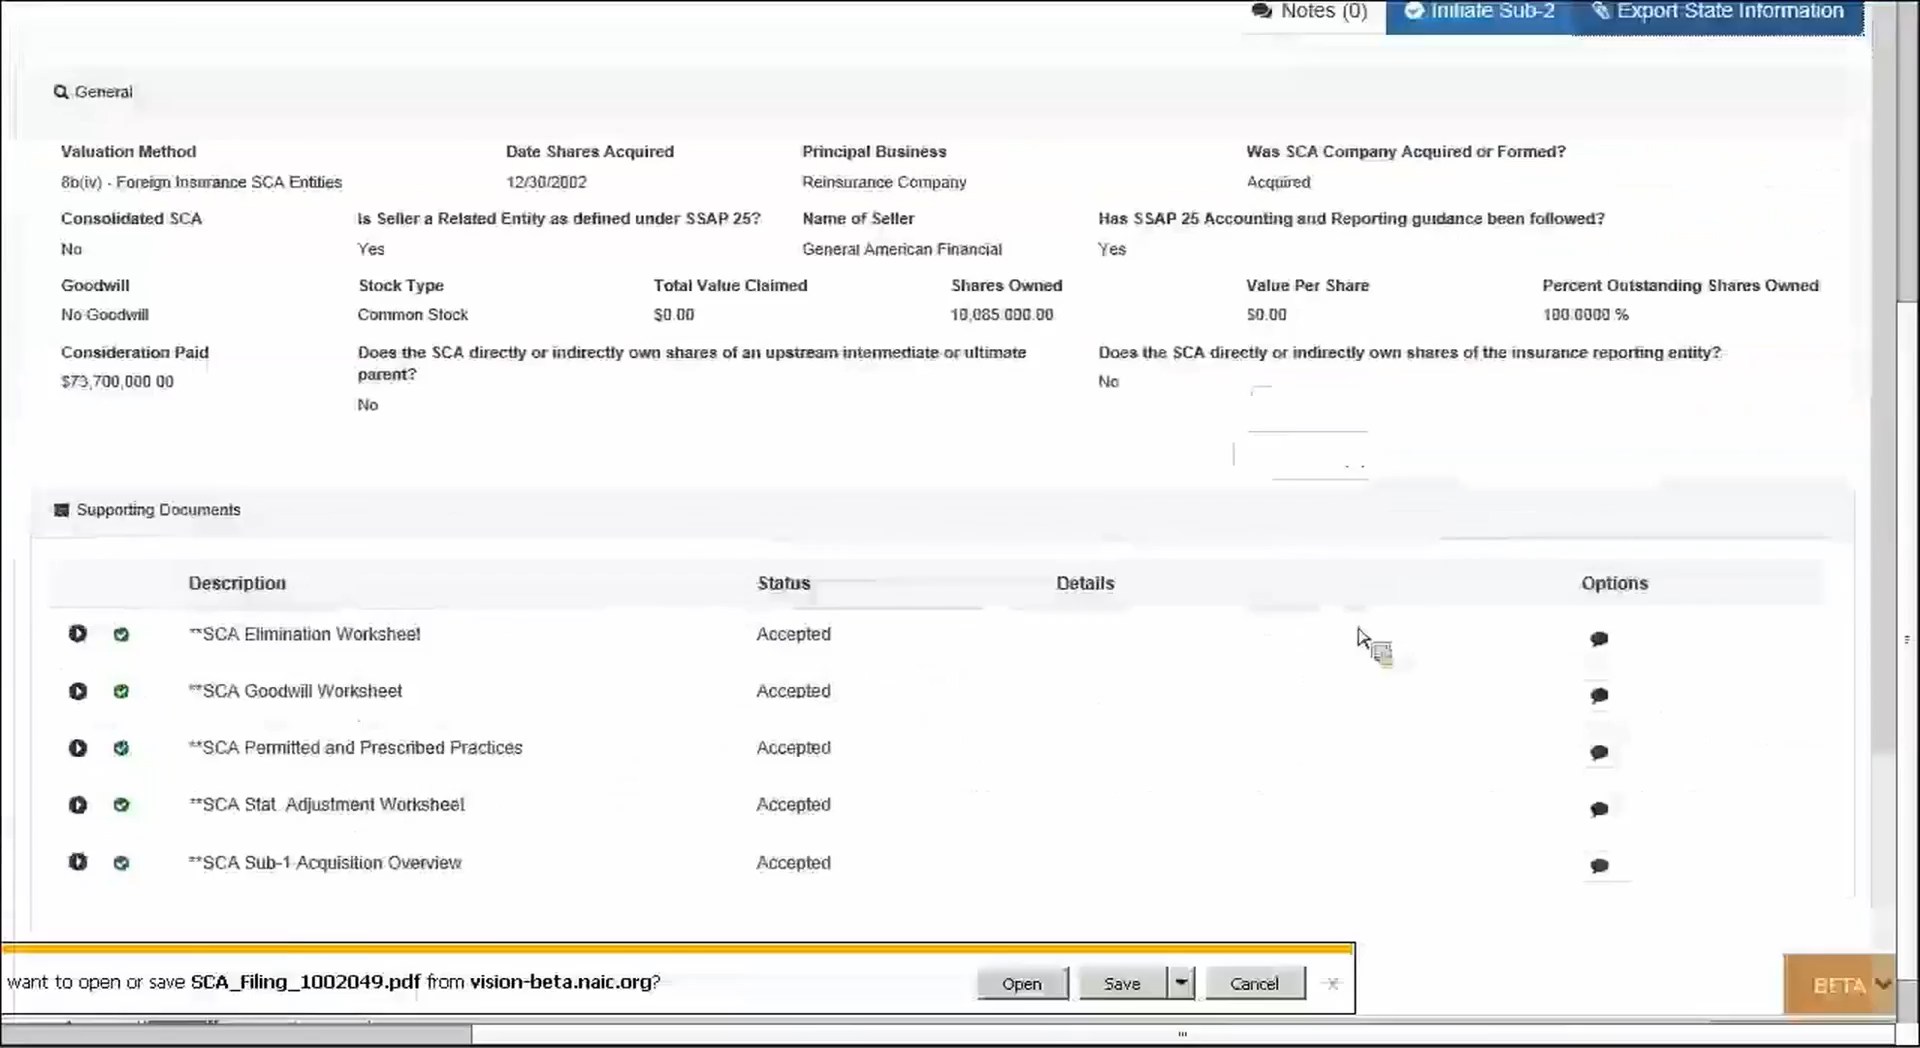 Notes (0) Initiate Sub-2 Export State Information
General
Valuation Method Date Shares Acquired Principal Business Was SCA Company Acquired or Formed?
8b(iv) - Foreign Insurance SCA Entities 12/30/2002 Reinsurance Company Acquired
Consolidated SCA Is Seller a Related Entity as defined under SSAP 25? Name of Seller Has SSAP 25 Accounting and Reporting guidance been followed?
No Yes General American Financial Yes
Goodwill Stock Type Total Value Claimed Shares Owned Value Per Share Percent Outstanding Shares Owned
No Goodwill Common Stock $0.00 10,085,000.00 $0.00 100.0000 %
Consideration Paid Does the SCA directly or indirectly own shares of an upstream intermediate or ultimate Does the SCA directly or indirectly own shares of the insurance reporting entity?
parent?
$73,700,000.00 No
No
Supporting Documents
Description Status Details Options
**SCA Elimination Worksheet Accepted
**SCA Goodwill Worksheet Accepted
**SCA Permitted and Prescribed Practices Accepted
**SCA Stat. Adjustment Worksheet Accepted
**SCA Sub-1 Acquisition Overview Accepted
want to open or save SCA_Filing_1002049.pdf from vision-beta.naic.org? Open Save Cancel
BETA